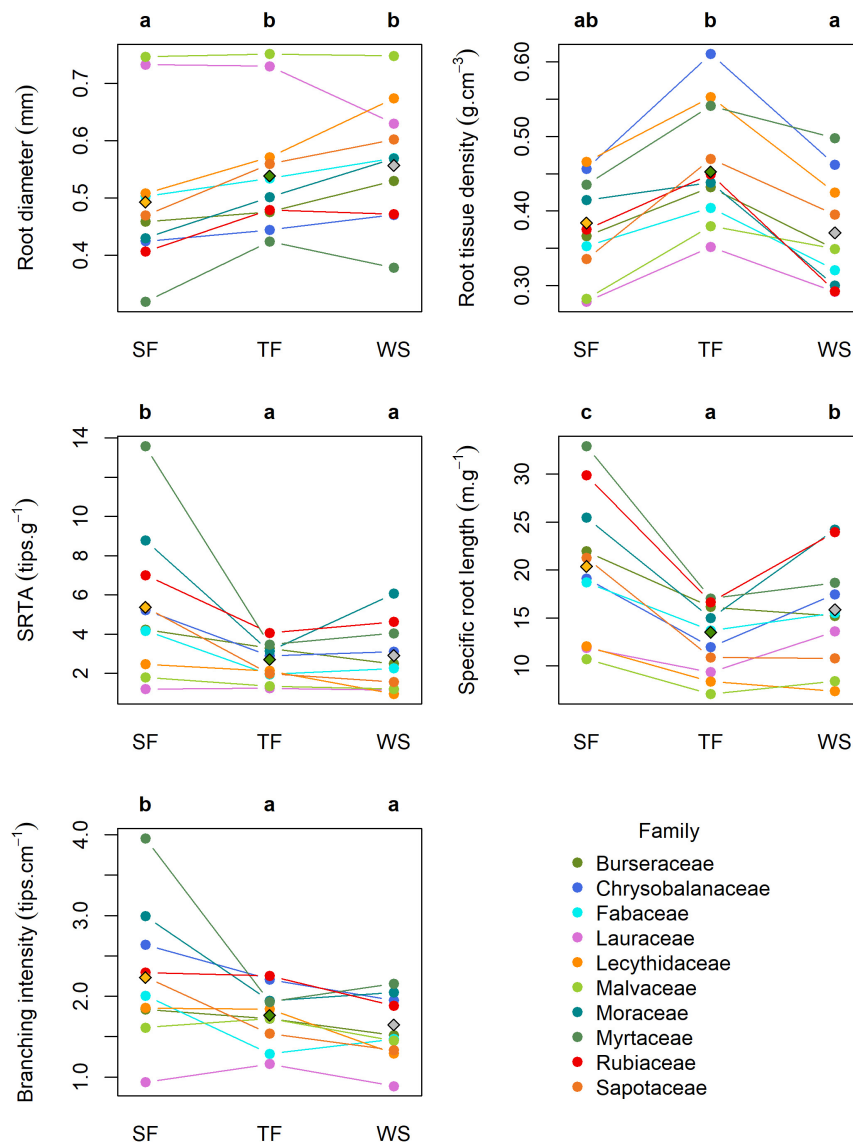 a b b
Root diameter (mm)
0.7
0.6
0.5
0.4
SF TF WS
ab b a
Root tissue density (g.cm⁻³)
0.60
0.50
0.40
0.30
SF TF WS
b a a
SRTA (tips.g⁻¹)
14
10
8
6
4
2
SF TF WS
c a b
Specific root length (m.g⁻¹)
30
25
20
15
10
SF TF WS
b a a
Branching intensity (tips.cm⁻¹)
4.0
3.0
2.0
1.0
SF TF WS
Family
Burseraceae
Chrysobalanaceae
Fabaceae
Lauraceae
Lecythidaceae
Malvaceae
Moraceae
Myrtaceae
Rubiaceae
Sapotaceae